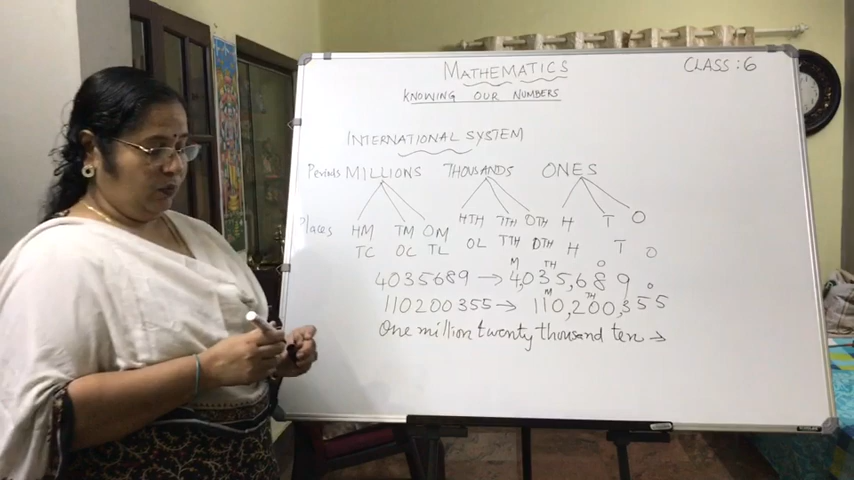 MATHEMATICS
CLASS : 6
KNOWING OUR NUMBERS
INTERNATIONAL SYSTEM
Periods MILLIONS THOUSANDS ONES
Places HM TM OM HTH TTH OTH H T O
TC OC TL OL TTH OTH H T O
M TH O
4035689 → 4,035,689
M TH O
110200355 → 110,200,355
One million twenty thousand ten →